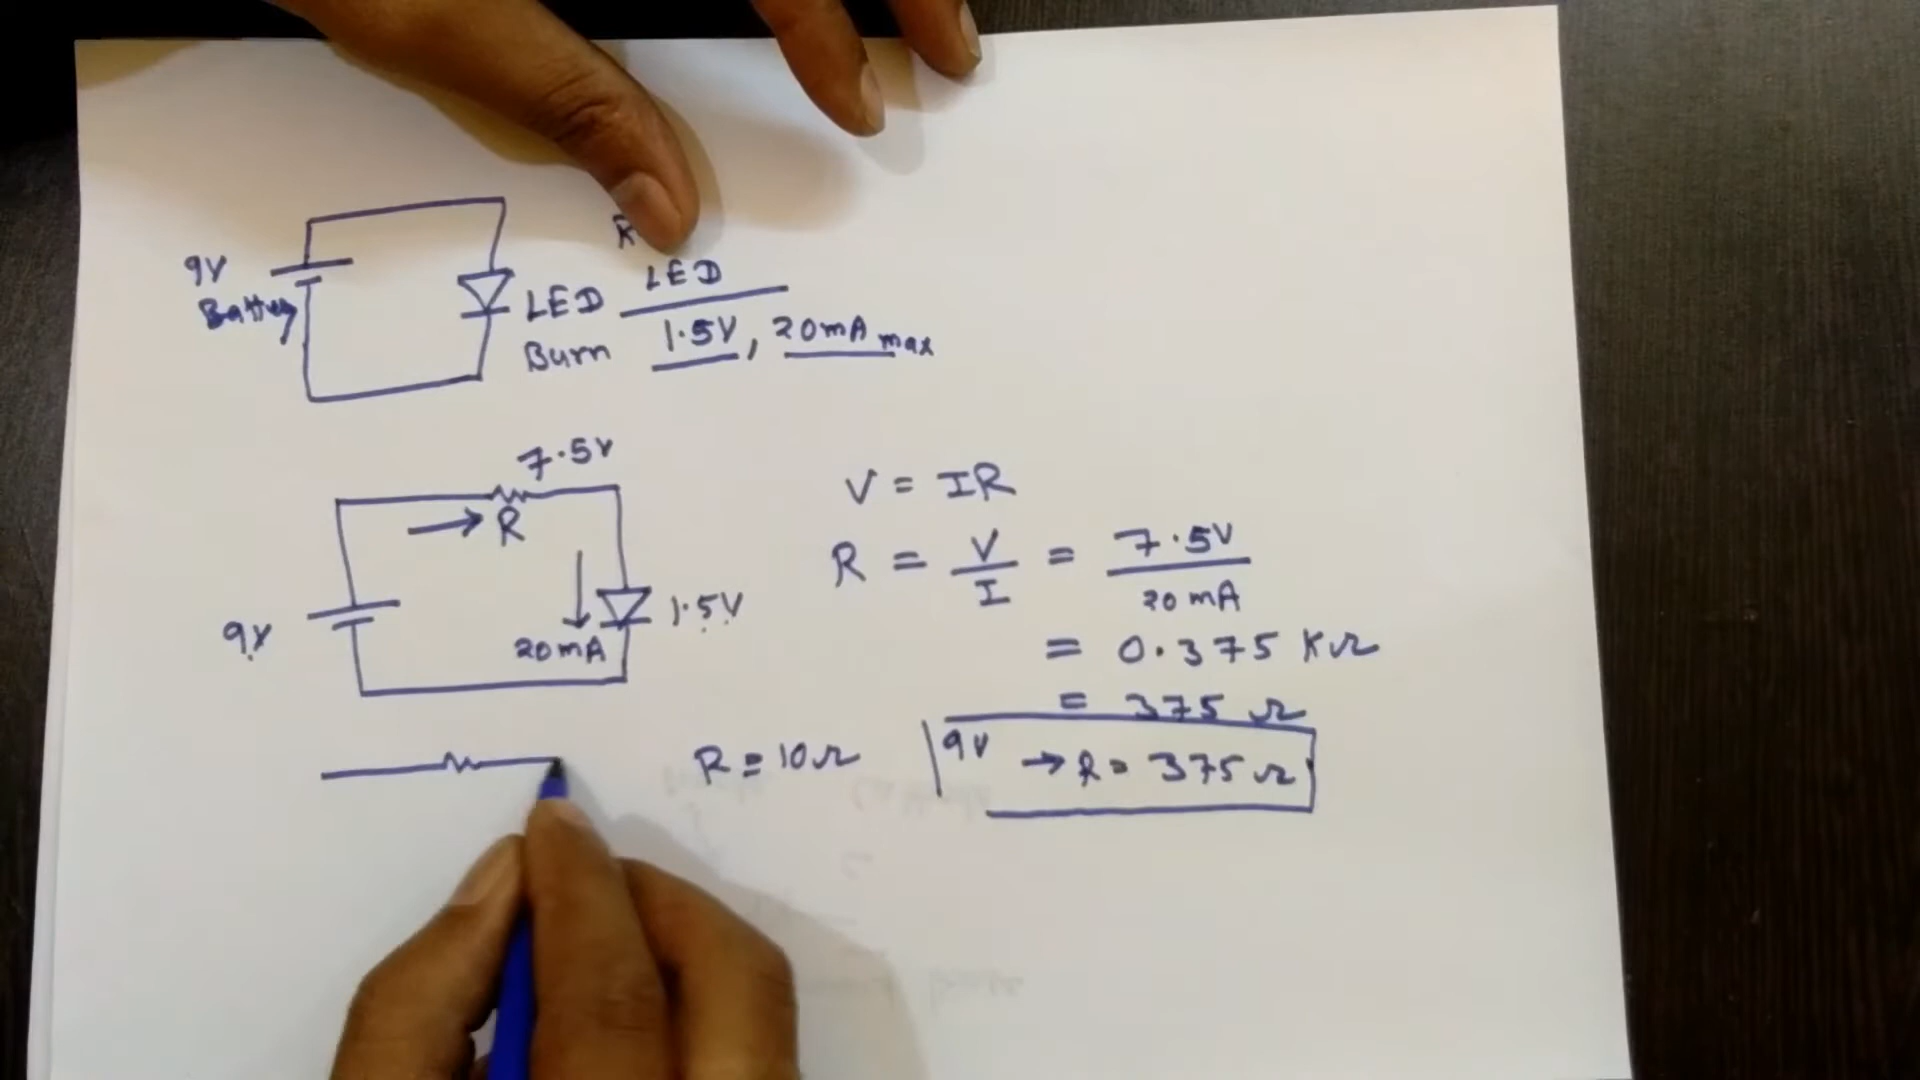 R
9V
Battery
LED
Burn
LED
1.5V, 20mA max
7.5V
R
9V
20mA
1.5V
V = IR
R = V/I = 7.5V/20mA
= 0.375 KΩ
= 375 Ω
R = 10Ω
9V → R = 375 Ω